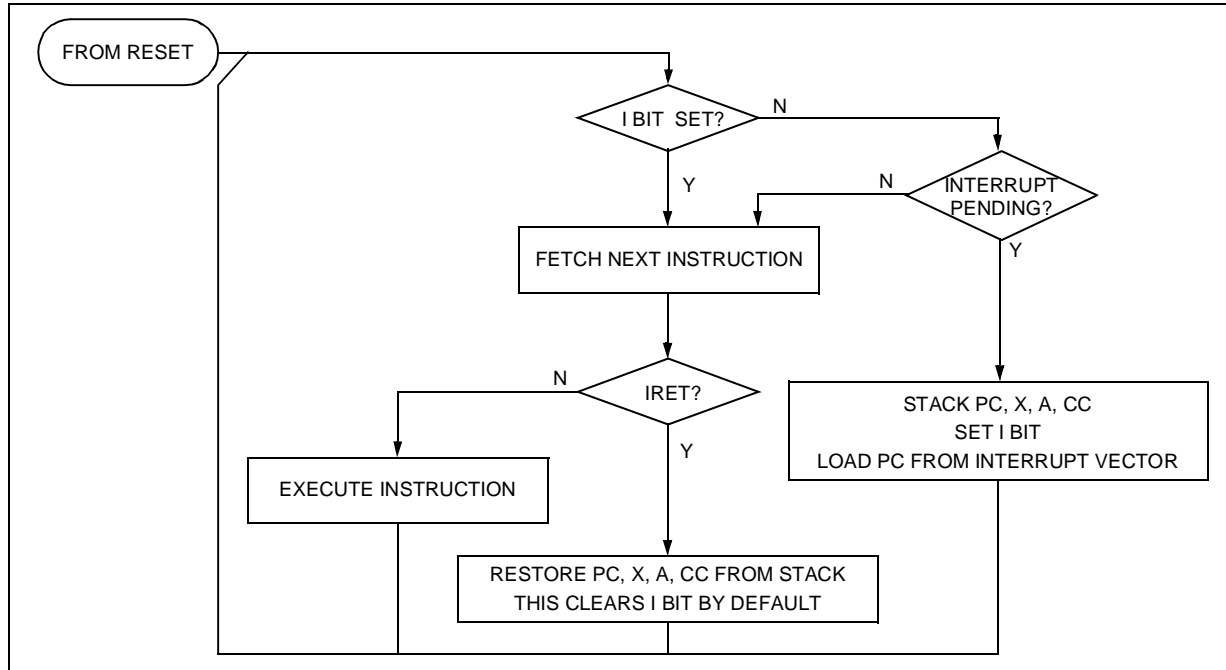 FROM RESET
I BIT SET?
N
Y
N
INTERRUPT
PENDING?
Y
FETCH NEXT INSTRUCTION
N
IRET?
Y
STACK PC, X, A, CC
SET I BIT
LOAD PC FROM INTERRUPT VECTOR
EXECUTE INSTRUCTION
RESTORE PC, X, A, CC FROM STACK
THIS CLEARS I BIT BY DEFAULT